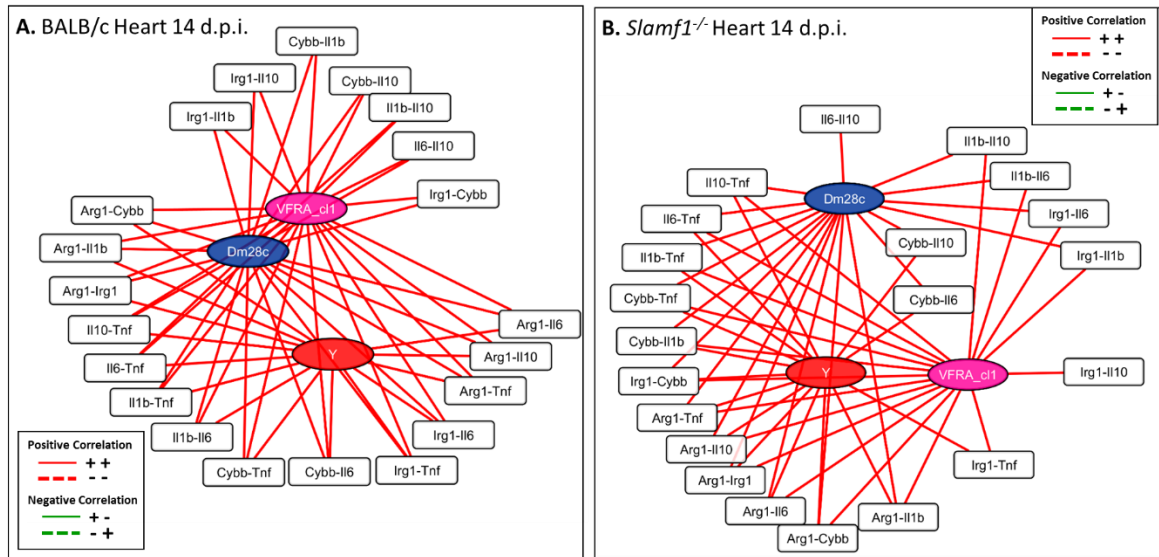 A. BALB/c Heart 14 d.p.i.
Cybb-Il1b
Irg1-Il10
Cybb-Il10
Irg1-Il1b
Il1b-Il10
Il6-Il10
Irg1-Cybb
VFRA_cl1
Arg1-Cybb
Dm28c
Arg1-Il1b
Arg1-Irg1
Il10-Tnf
Arg1-Il6
Y
Arg1-Il10
Il6-Tnf
Arg1-Tnf
Il1b-Tnf
Il1b-Il6
Irg1-Il6
Cybb-Tnf
Cybb-Il6
Irg1-Tnf
Positive Correlation
+ +
- -
Negative Correlation
+ -
- +
B. Slamf1-/- Heart 14 d.p.i.
Positive Correlation
+ +
- -
Negative Correlation
+ -
- +
Il6-Il10
Il1b-Il10
Il10-Tnf
Il1b-Il6
Dm28c
Il6-Tnf
Irg1-Il6
Cybb-Il10
Il1b-Tnf
Irg1-Il1b
Cybb-Tnf
Cybb-Il6
Cybb-Il1b
Y
VFRA_cl1
Irg1-Il10
Irg1-Cybb
Arg1-Tnf
Arg1-Il10
Irg1-Tnf
Arg1-Irg1
Arg1-Il6
Arg1-Il1b
Arg1-Cybb